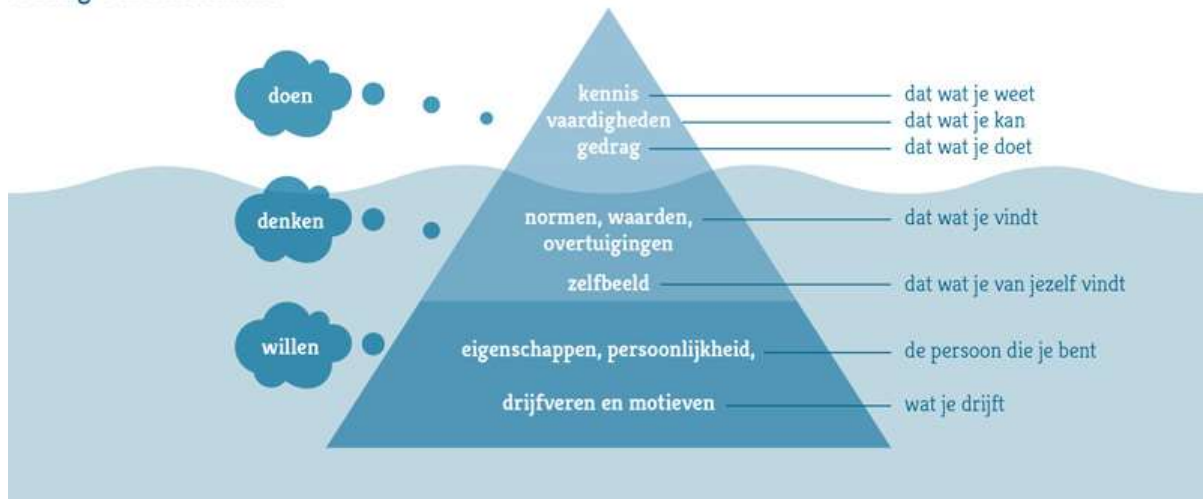 doen
kennis
dat wat je weet
vaardigheden
dat wat je kan
gedrag
dat wat je doet
denken
normen, waarden,
overtuigingen
dat wat je vindt
zelfbeeld
dat wat je van jezelf vindt
willen
eigenschappen, persoonlijkheid,
de persoon die je bent
drijfveren en motieven
wat je drijft